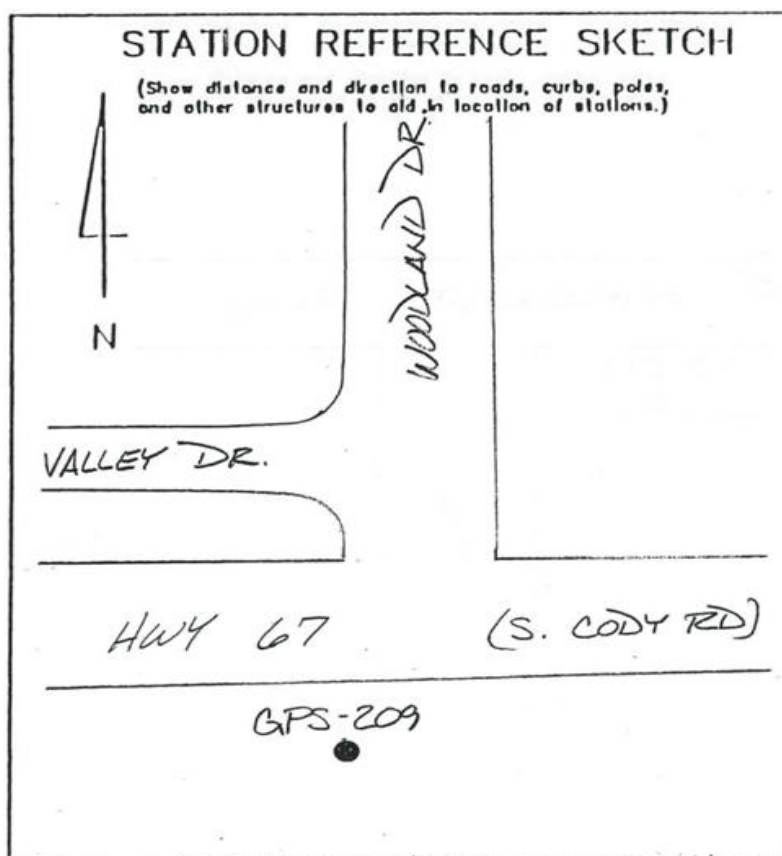 STATION REFERENCE SKETCH
(Show distance and direction to roads, curbs, poles,
and other structures to aid in location of stations.)
WOODLAND DR.
N
VALLEY DR.
HWY 67 (S. CODY RD)
GPS-209